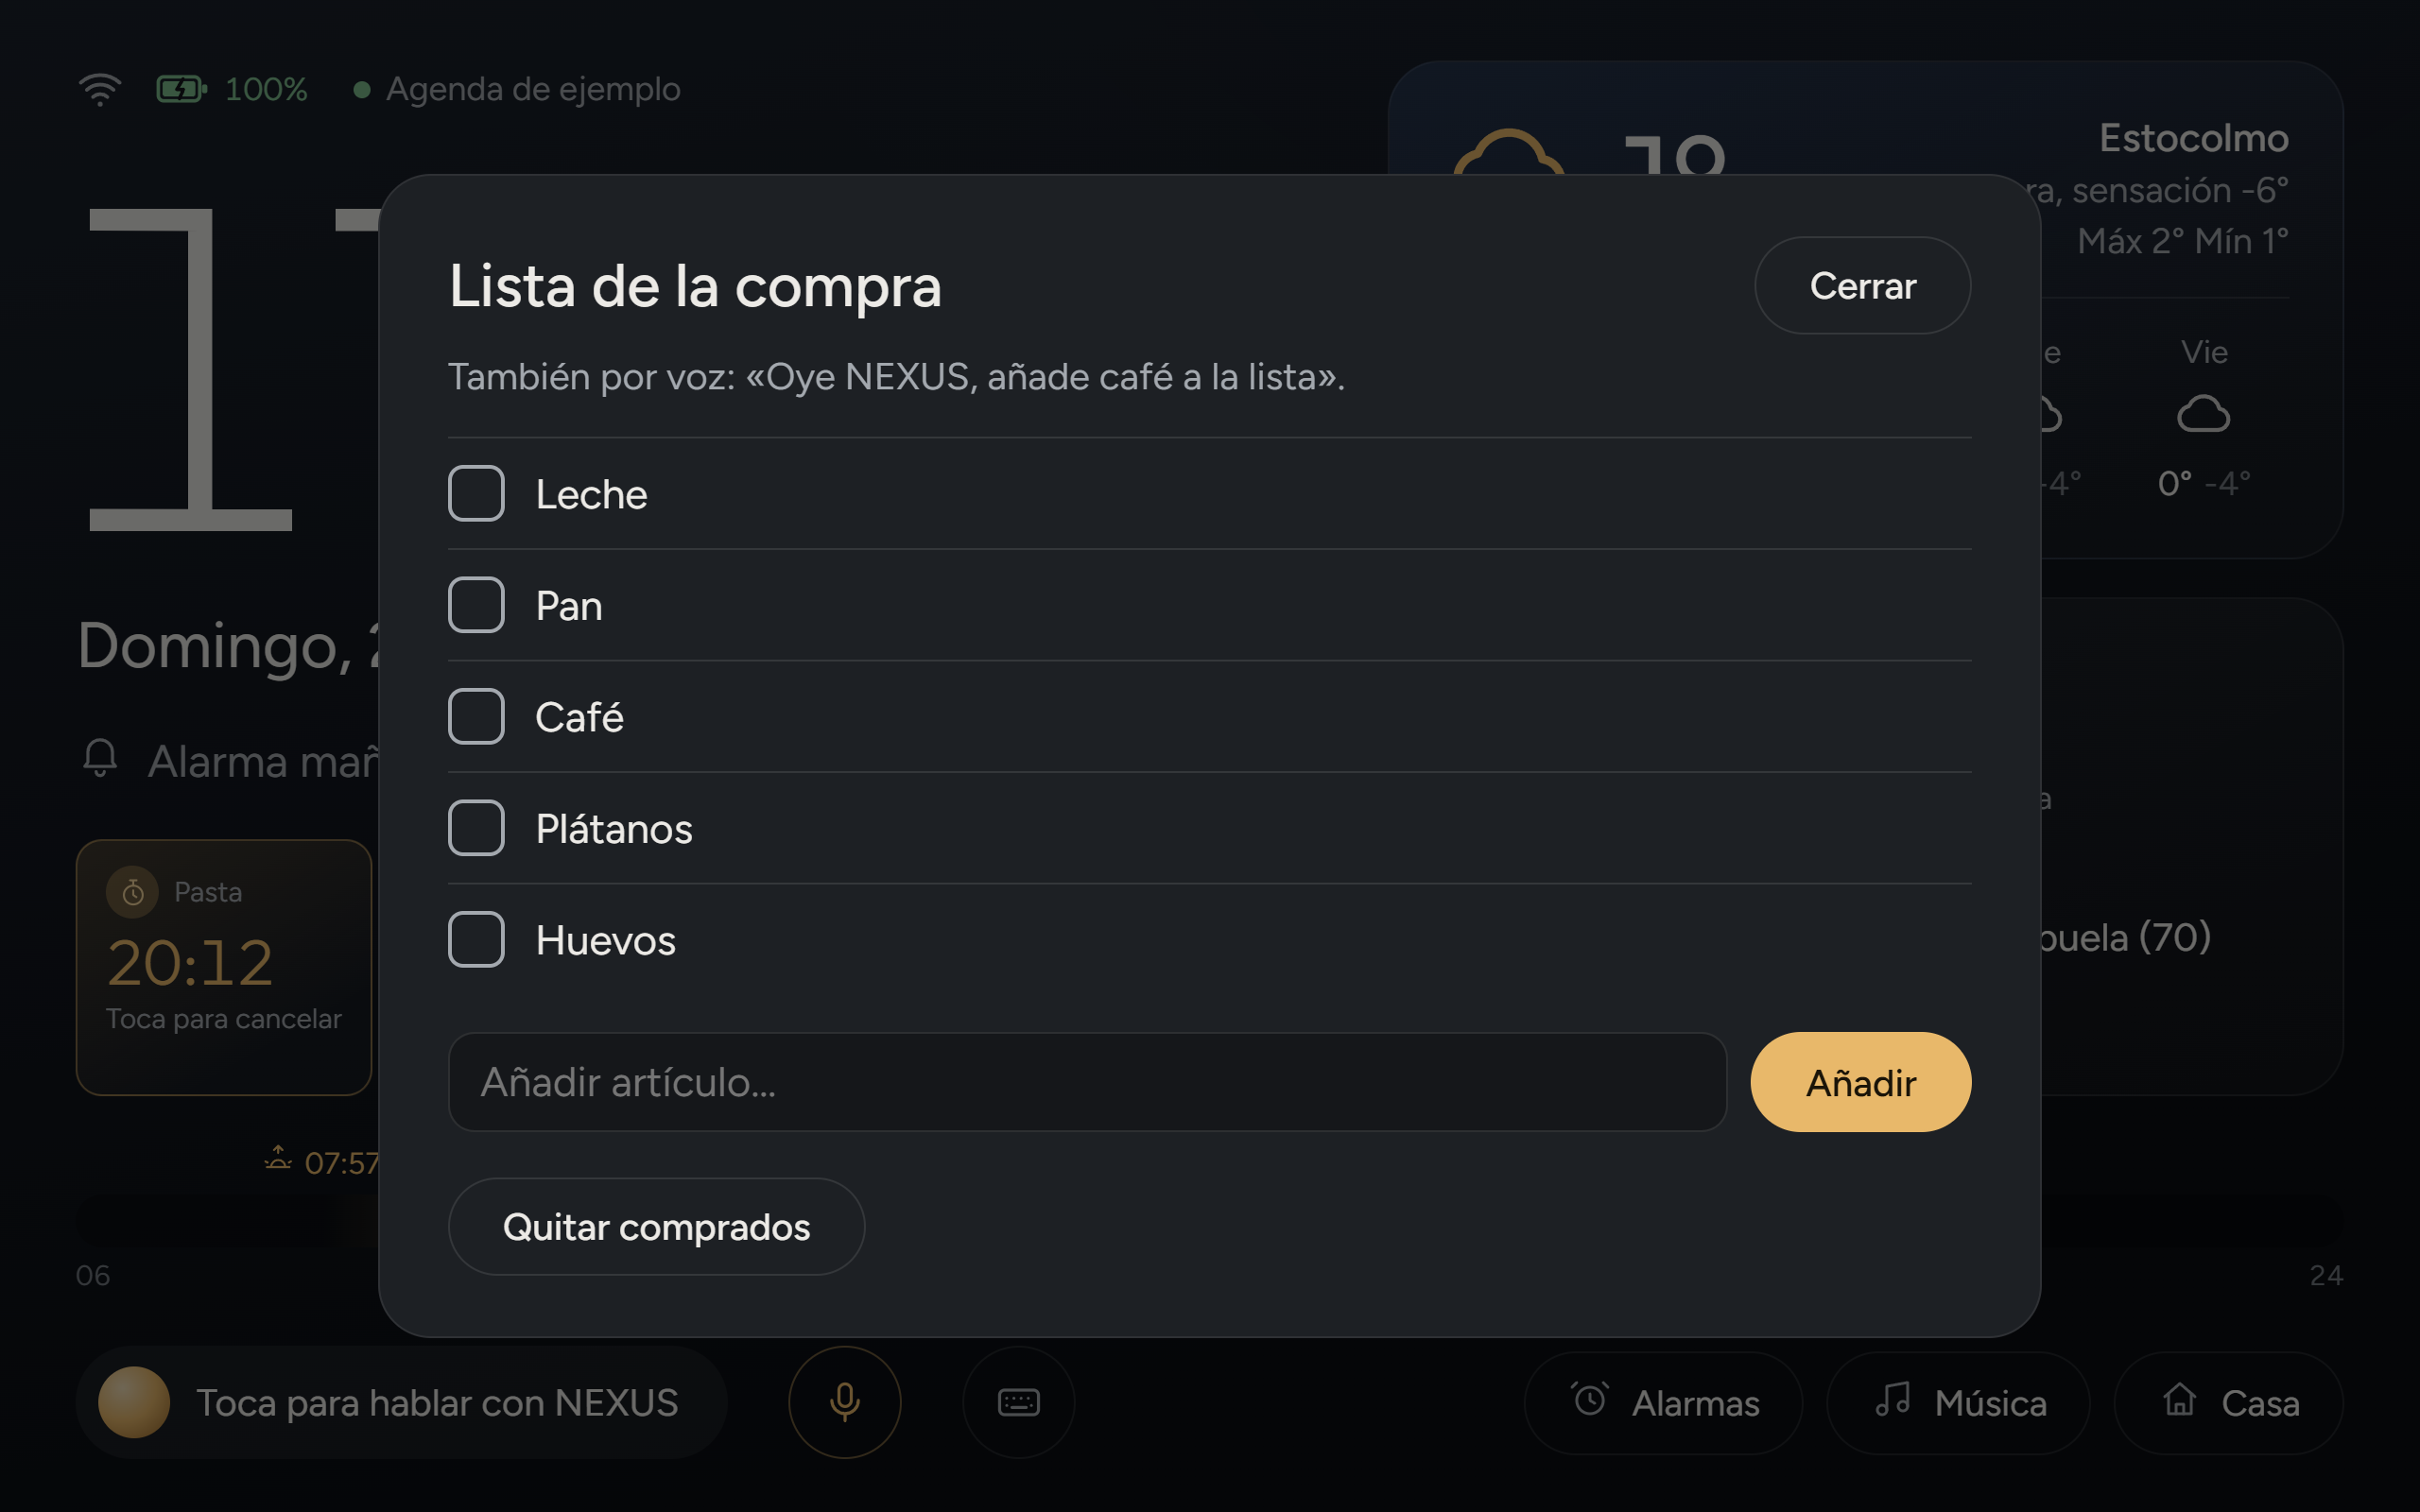 100%
Agenda de ejemplo
Estocolmo
sensación -6°
Máx 2° Mín 1°
Vie
0° -4°
Domingo,
Alarma
Pasta
20:12
Toca para cancelar
07:57
06
24
(70)
Lista de la compra
Cerrar
También por voz: «Oye NEXUS, añade café a la lista».
Leche
Pan
Café
Plátanos
Huevos
Añadir artículo...
Añadir
Quitar comprados
Toca para hablar con NEXUS
Alarmas
Música
Casa